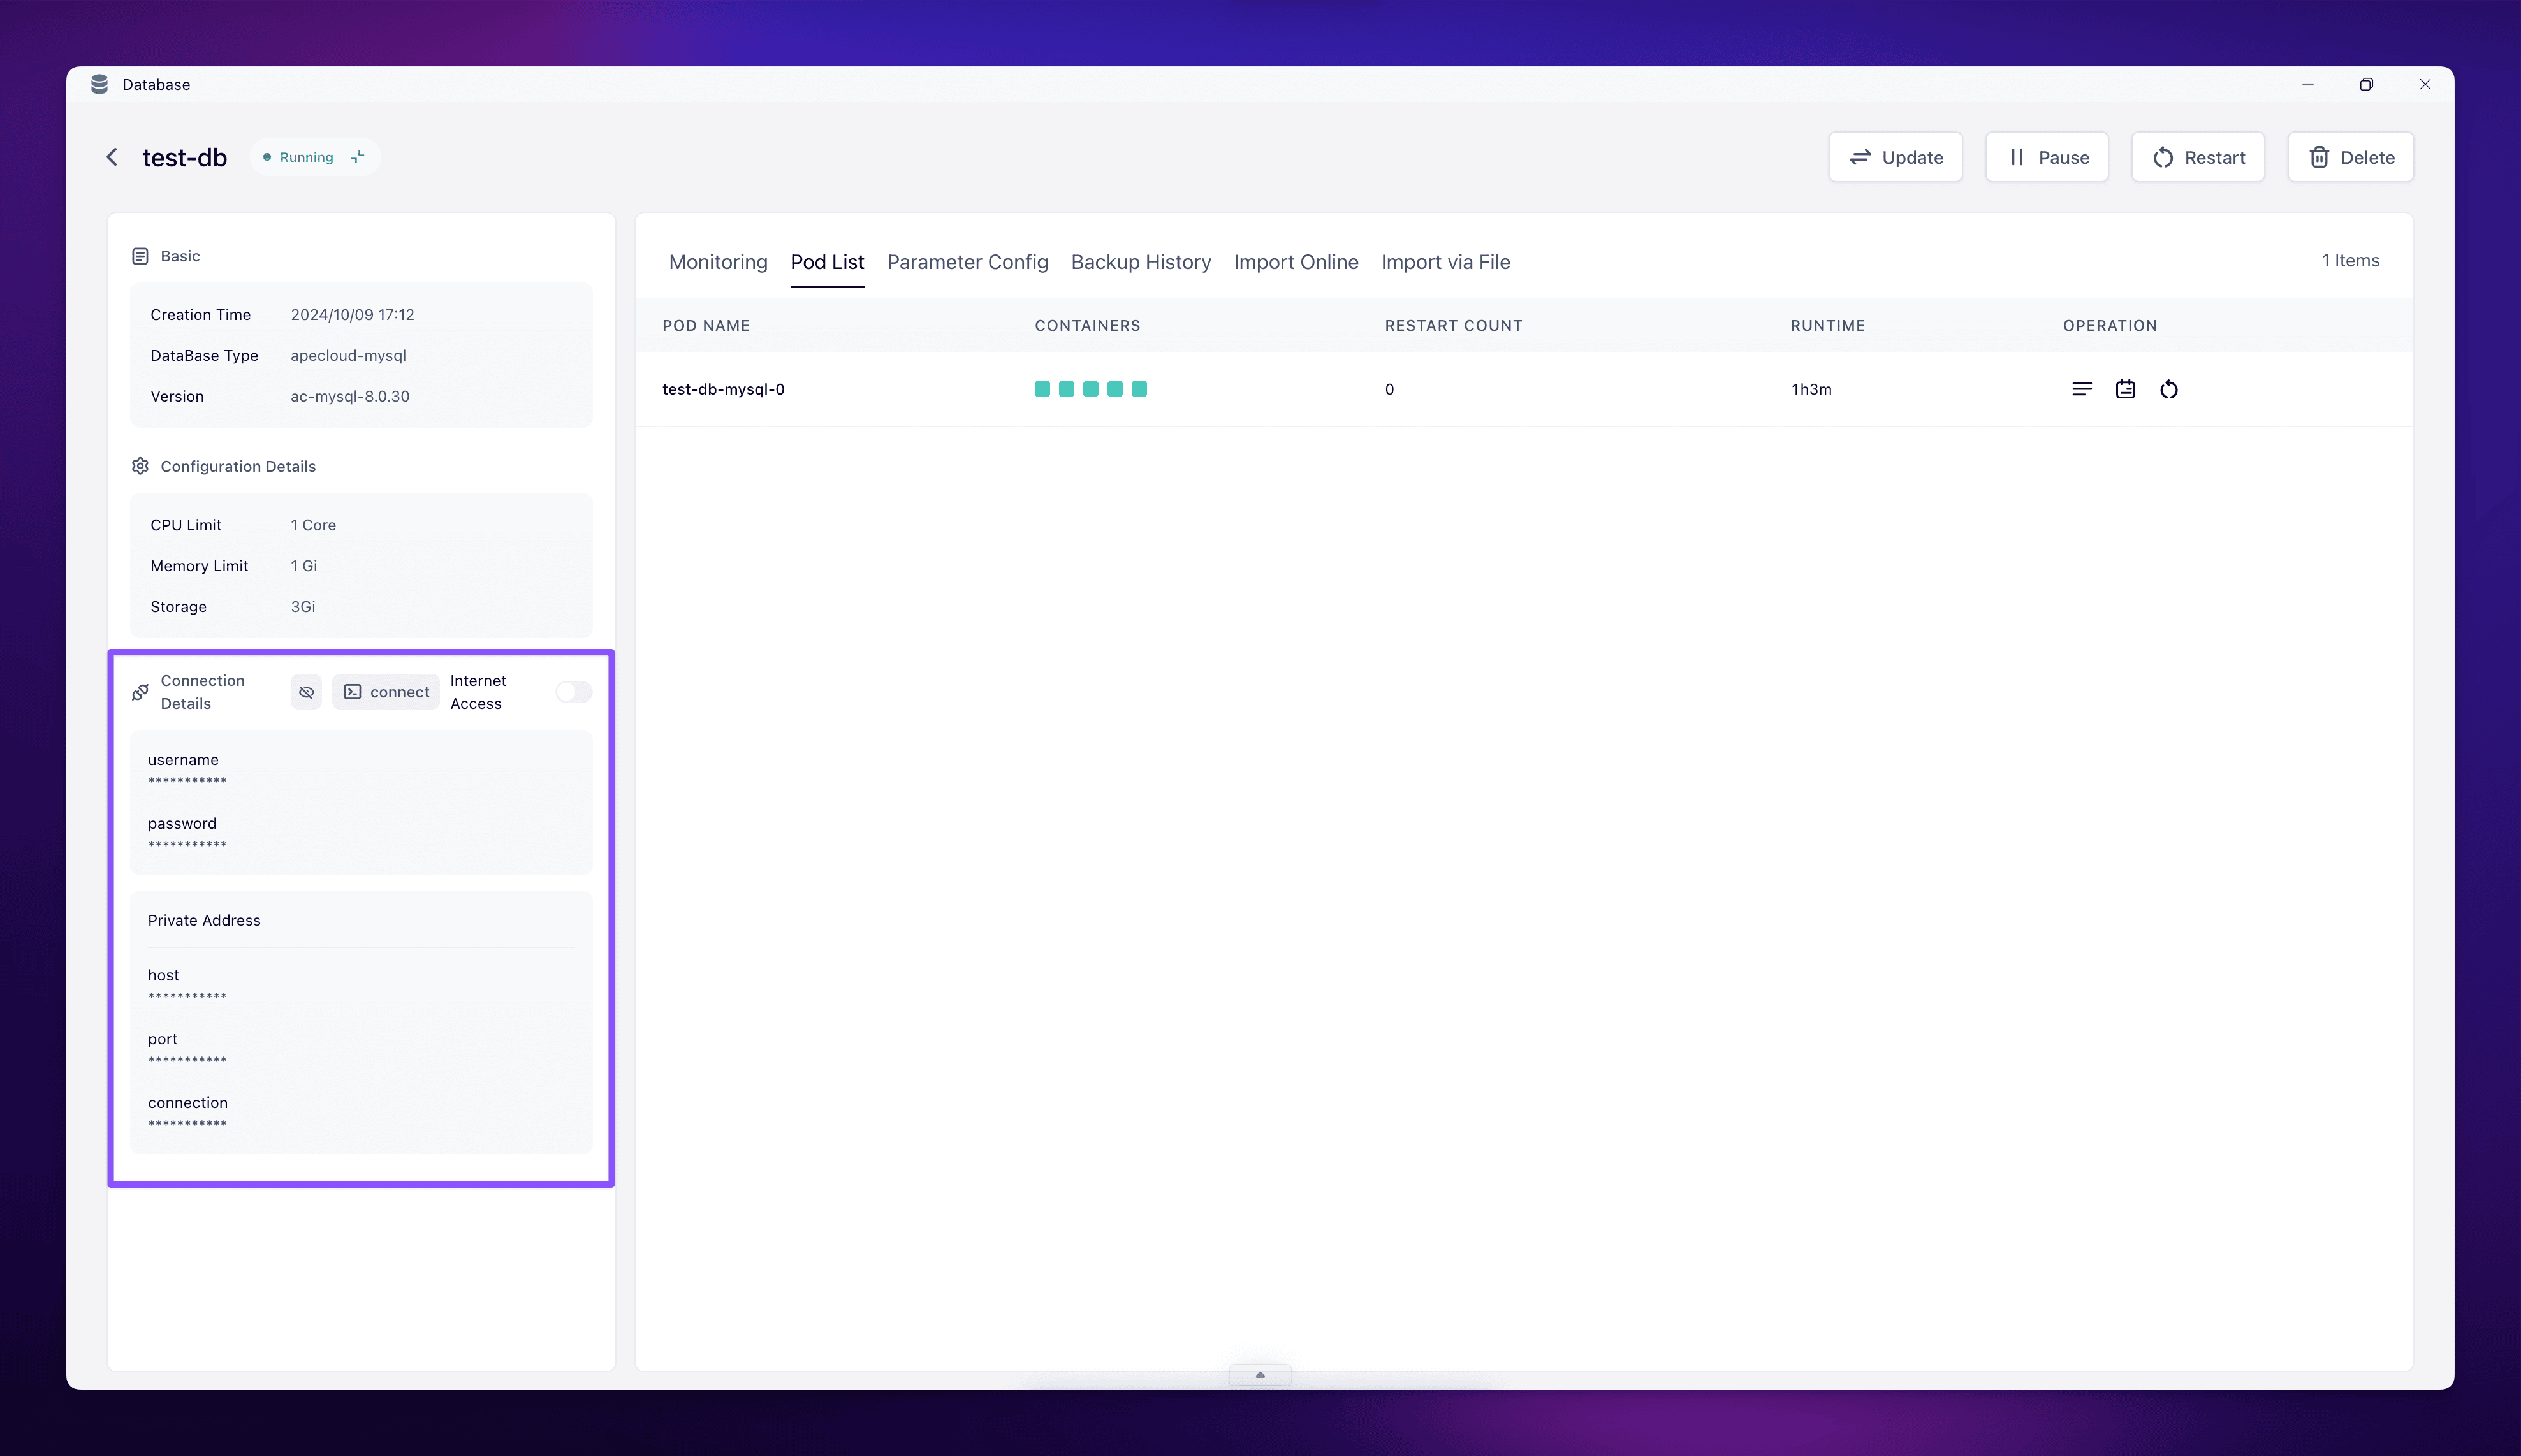 Database
test-db
Running
Update
Pause
Restart
Delete
Basic
Creation Time 2024/10/09 17:12
DataBase Type apecloud-mysql
Version ac-mysql-8.0.30
Configuration Details
CPU Limit 1 Core
Memory Limit 1 Gi
Storage 3Gi
Connection
Details
connect
Internet
Access
username
***********
password
***********
Private Address
host
***********
port
***********
connection
***********
Monitoring Pod List Parameter Config Backup History Import Online Import via File
1 Items
POD NAME CONTAINERS RESTART COUNT RUNTIME OPERATION
test-db-mysql-0 0 1h3m